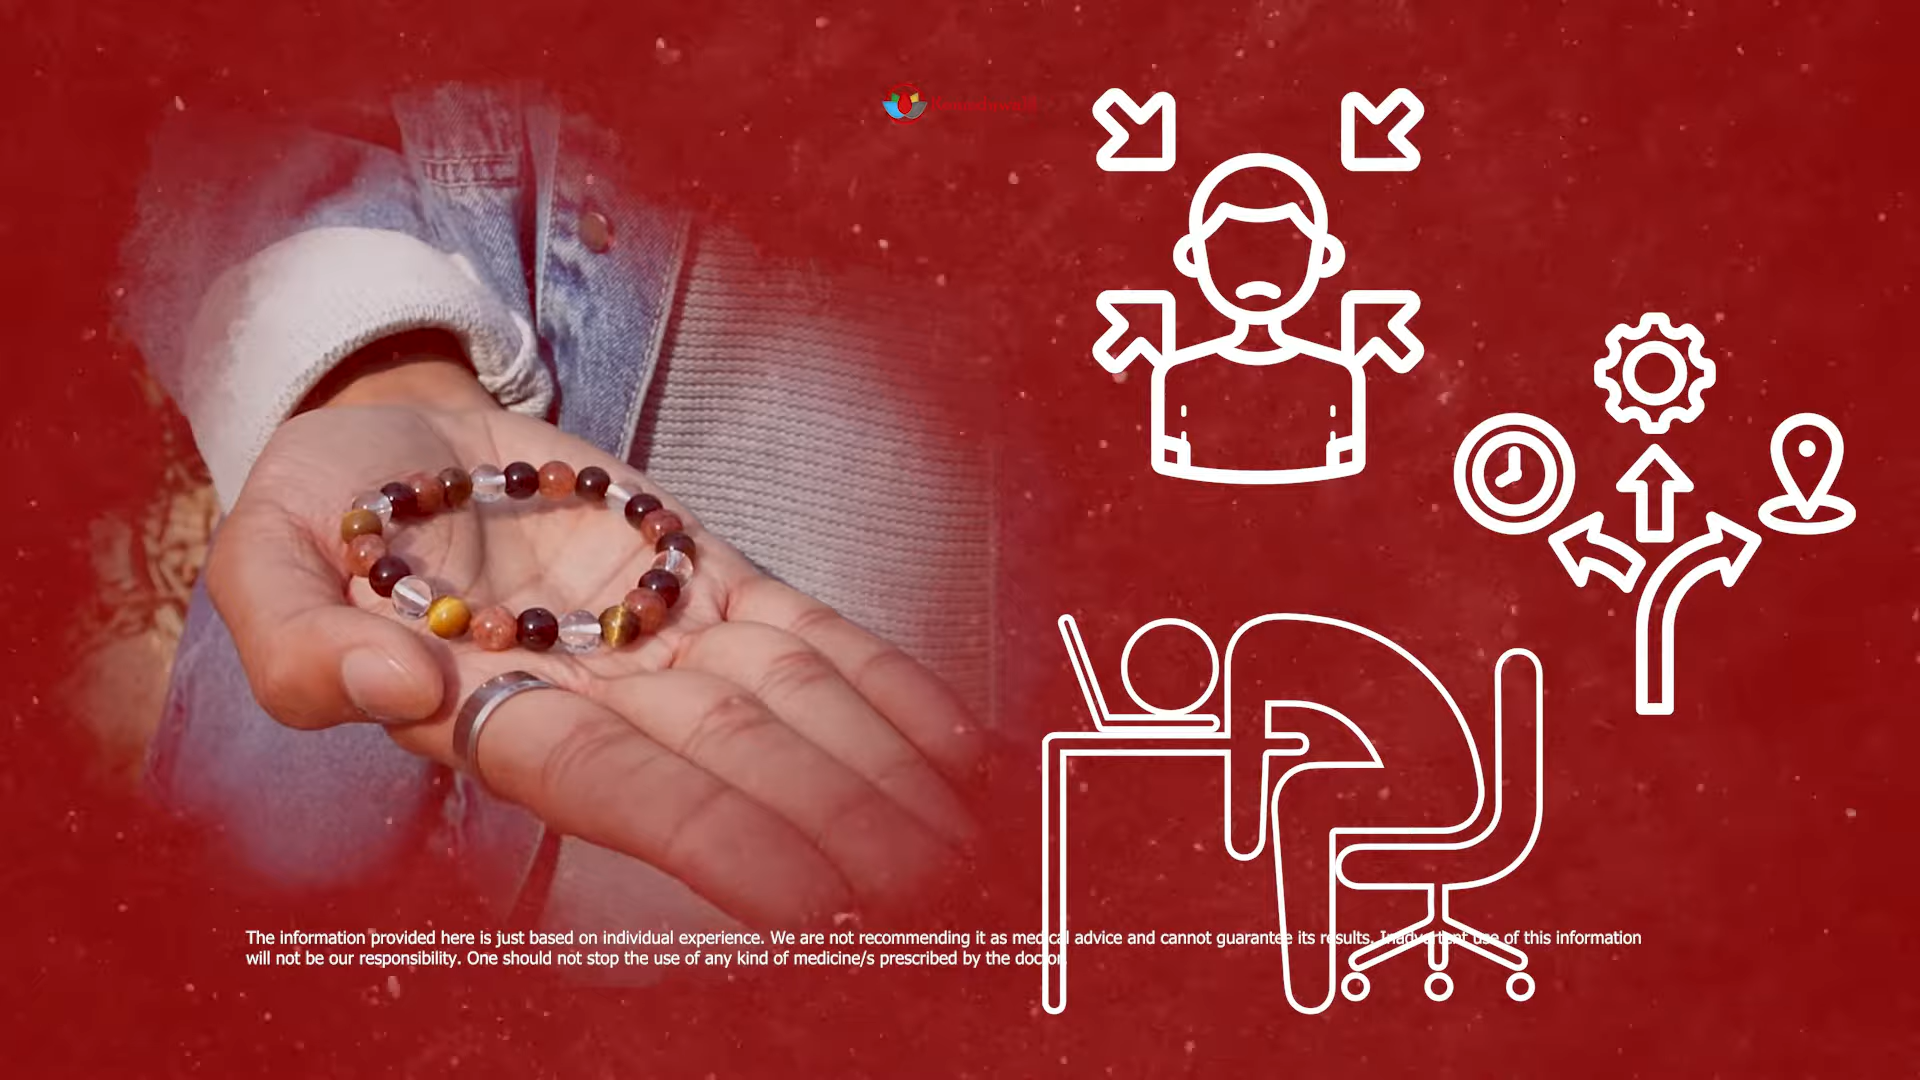 The information provided here is just based on individual experience. We are not recommending it as medical advice and cannot guarantee its results. Inadvertent use of this information
will not be our responsibility. One should not stop the use of any kind of medicine/s prescribed by the doctor.